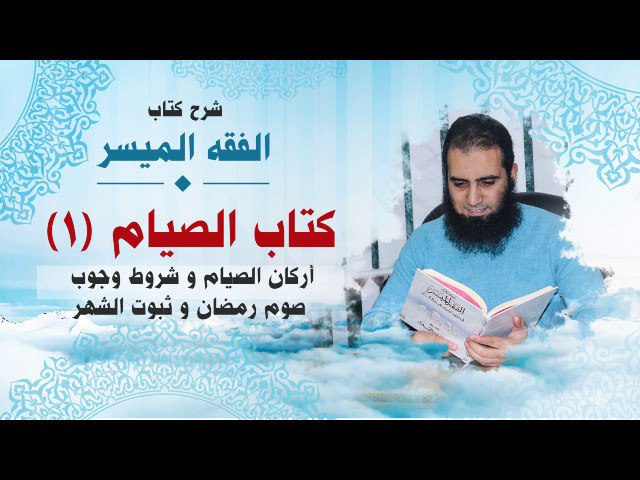 شرح كتاب
الفقه الميسر
كتاب الصيام (١)
أركان الصيام و شروط وجوب
صوم رمضان و ثبوت الشهر